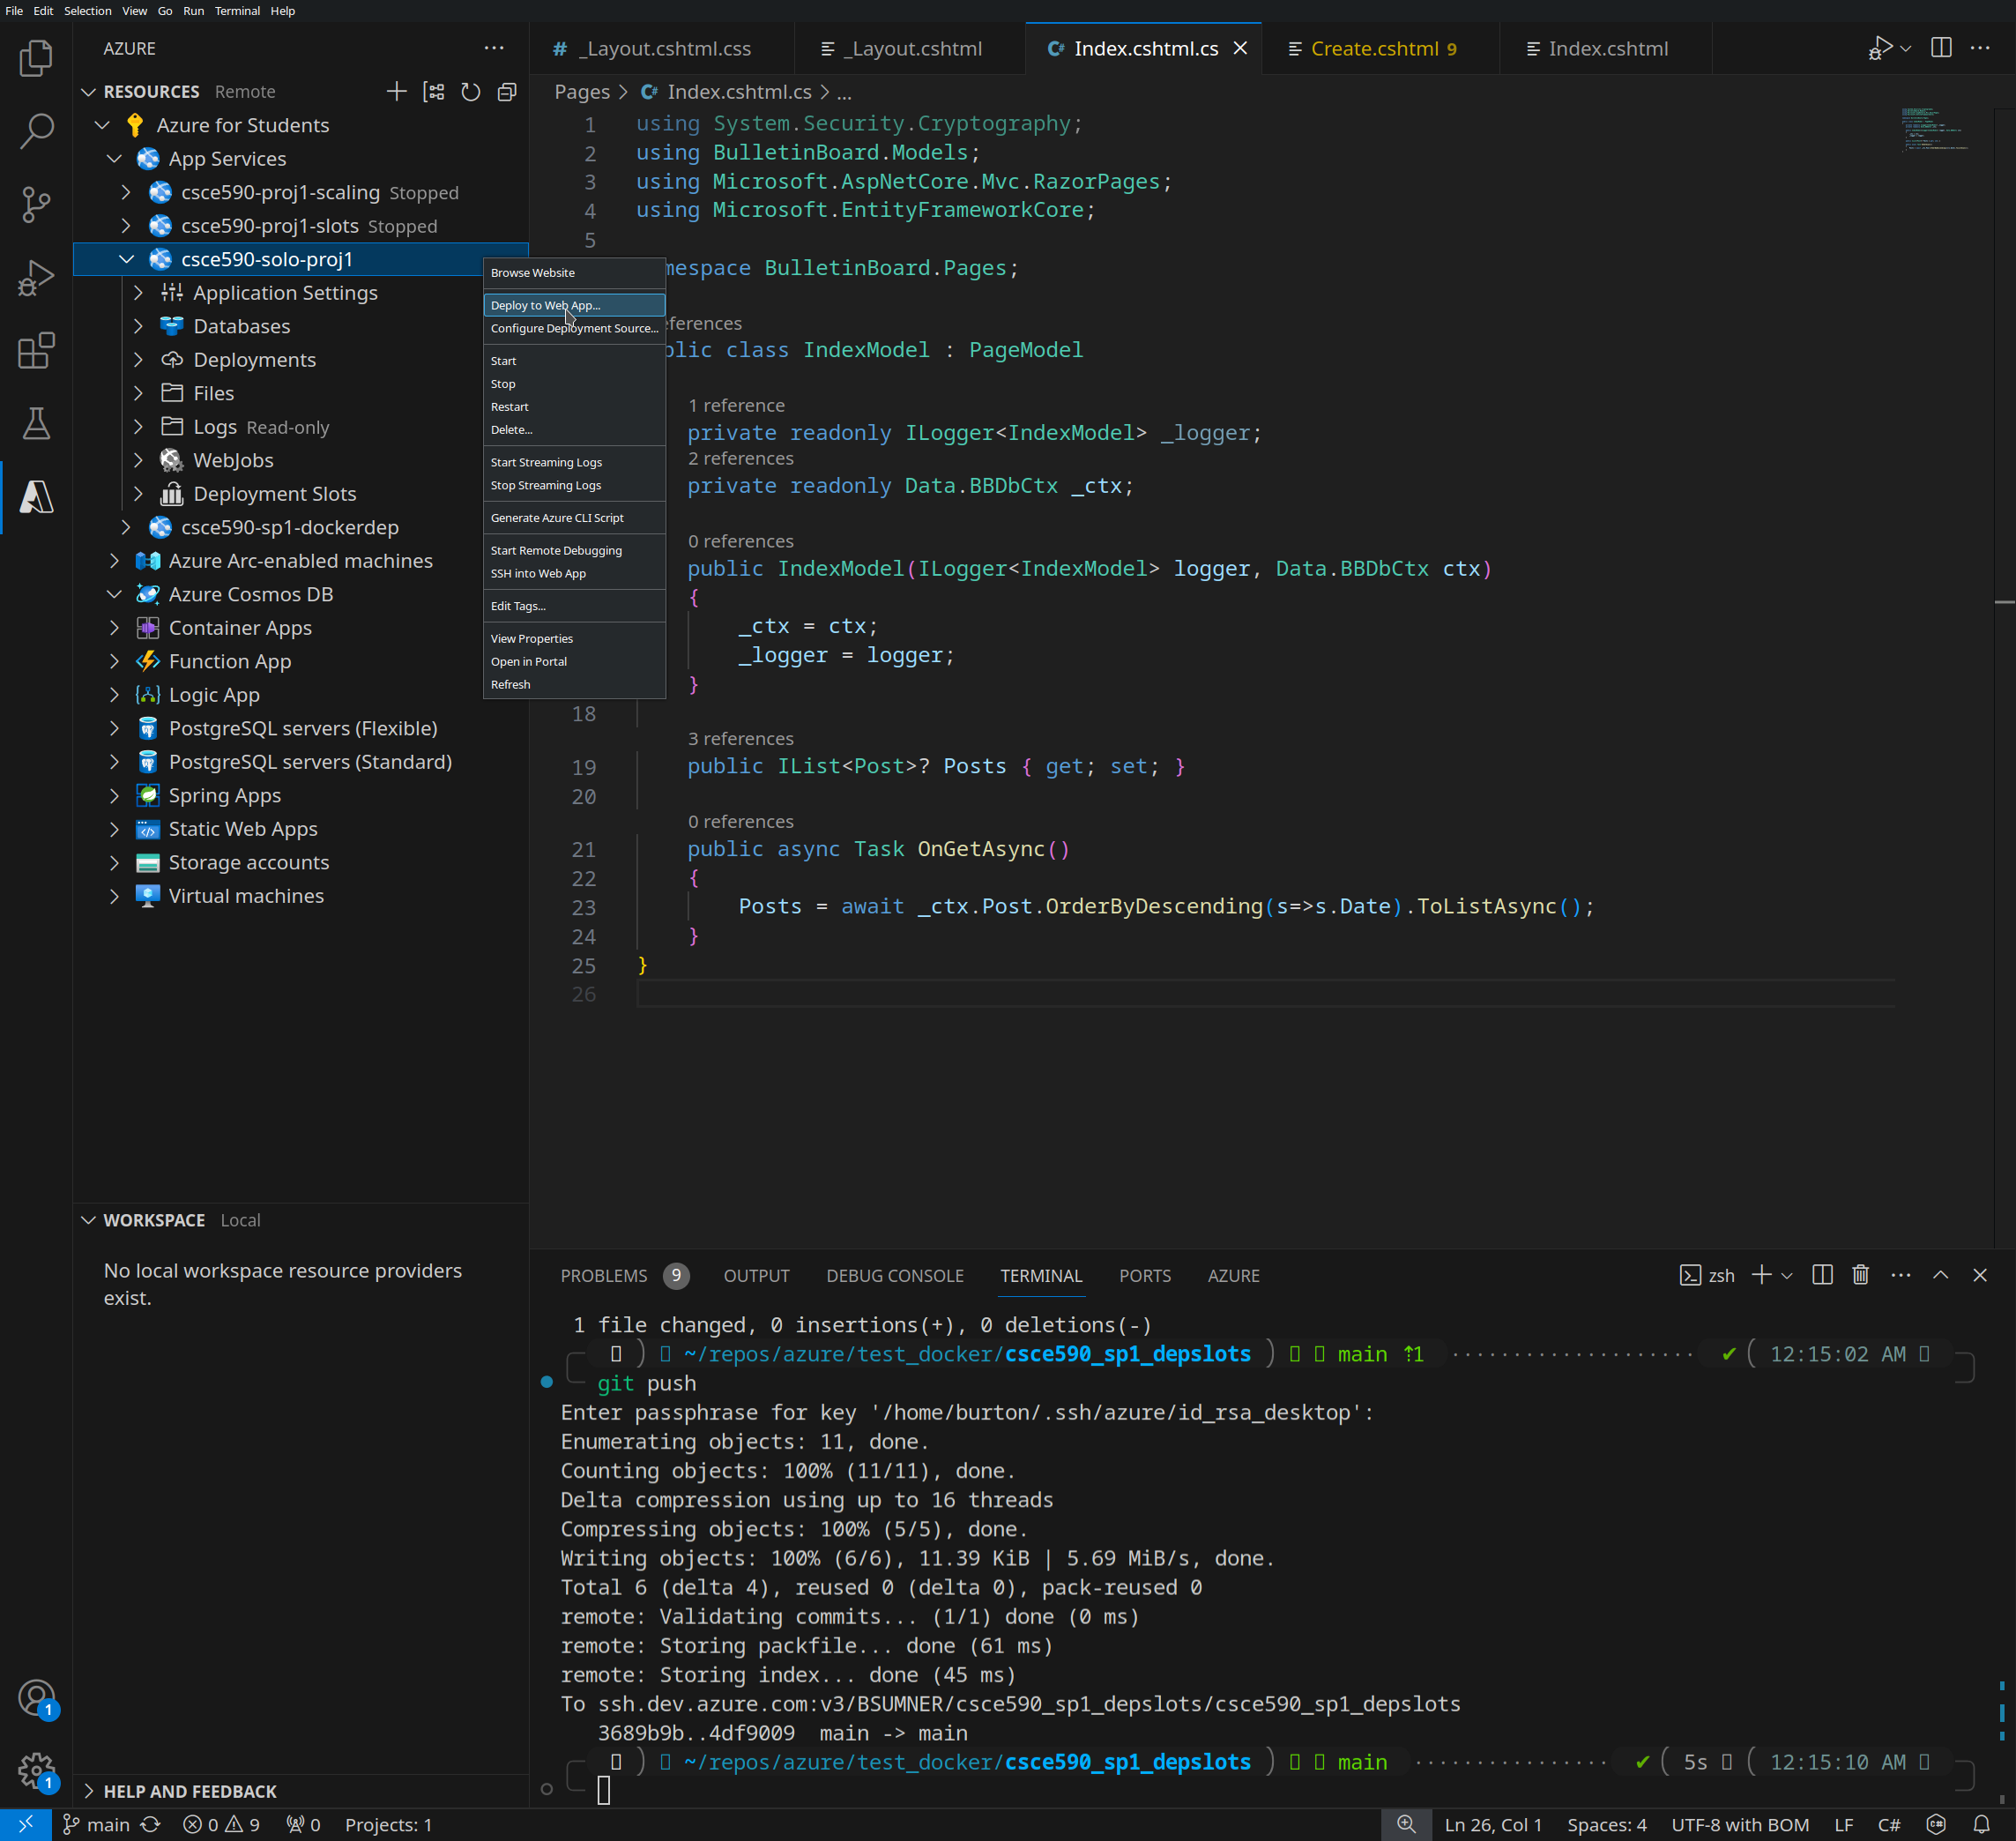 File Edit Selection View Go Run Terminal Help
AZURE
RESOURCES Remote
Azure for Students
App Services
csce590-proj1-scaling Stopped
csce590-proj1-slots Stopped
csce590-solo-proj1
Application Settings
Databases
Deployments
Files
Logs Read-only
WebJobs
Deployment Slots
csce590-sp1-dockerdep
Azure Arc-enabled machines
Azure Cosmos DB
Container Apps
Function App
Logic App
PostgreSQL servers (Flexible)
PostgreSQL servers (Standard)
Spring Apps
Static Web Apps
Storage accounts
Virtual machines
WORKSPACE Local
No local workspace resource providers
exist.
HELP AND FEEDBACK
Browse Website
Deploy to Web App...
Configure Deployment Source...
Start
Stop
Restart
Delete...
Start Streaming Logs
Stop Streaming Logs
Generate Azure CLI Script
Start Remote Debugging
SSH into Web App
Edit Tags...
View Properties
Open in Portal
Refresh
# _Layout.cshtml.css _Layout.cshtml C# Index.cshtml.cs Create.cshtml 9 Index.cshtml
Pages > C# Index.cshtml.cs > ...
1 using System.Security.Cryptography;
2 using BulletinBoard.Models;
3 using Microsoft.AspNetCore.Mvc.RazorPages;
4 using Microsoft.EntityFrameworkCore;
5
mespace BulletinBoard.Pages;
eferences
blic class IndexModel : PageModel
1 reference
private readonly ILogger<IndexModel> _logger;
2 references
private readonly Data.BBDbCtx _ctx;
0 references
public IndexModel(ILogger<IndexModel> logger, Data.BBDbCtx ctx)
{
_ctx = ctx;
_logger = logger;
}
18
3 references
19 public IList<Post>? Posts { get; set; }
20
0 references
21 public async Task OnGetAsync()
22 {
23 Posts = await _ctx.Post.OrderByDescending(s=>s.Date).ToListAsync();
24 }
25 }
26
PROBLEMS 9 OUTPUT DEBUG CONSOLE TERMINAL PORTS AZURE zsh
1 file changed, 0 insertions(+), 0 deletions(-)
~/repos/azure/test_docker/csce590_sp1_depslots ) main ⇡1 ✔ ( 12:15:02 AM
git push
Enter passphrase for key '/home/burton/.ssh/azure/id_rsa_desktop':
Enumerating objects: 11, done.
Counting objects: 100% (11/11), done.
Delta compression using up to 16 threads
Compressing objects: 100% (5/5), done.
Writing objects: 100% (6/6), 11.39 KiB | 5.69 MiB/s, done.
Total 6 (delta 4), reused 0 (delta 0), pack-reused 0
remote: Validating commits... (1/1) done (0 ms)
remote: Storing packfile... done (61 ms)
remote: Storing index... done (45 ms)
To ssh.dev.azure.com:v3/BSUMNER/csce590_sp1_depslots/csce590_sp1_depslots
3689b9b..4df9009 main -> main
~/repos/azure/test_docker/csce590_sp1_depslots ) main ✔ ( 5s ( 12:15:10 AM
1
1
main 0 9 0 Projects: 1 Ln 26, Col 1 Spaces: 4 UTF-8 with BOM LF C#